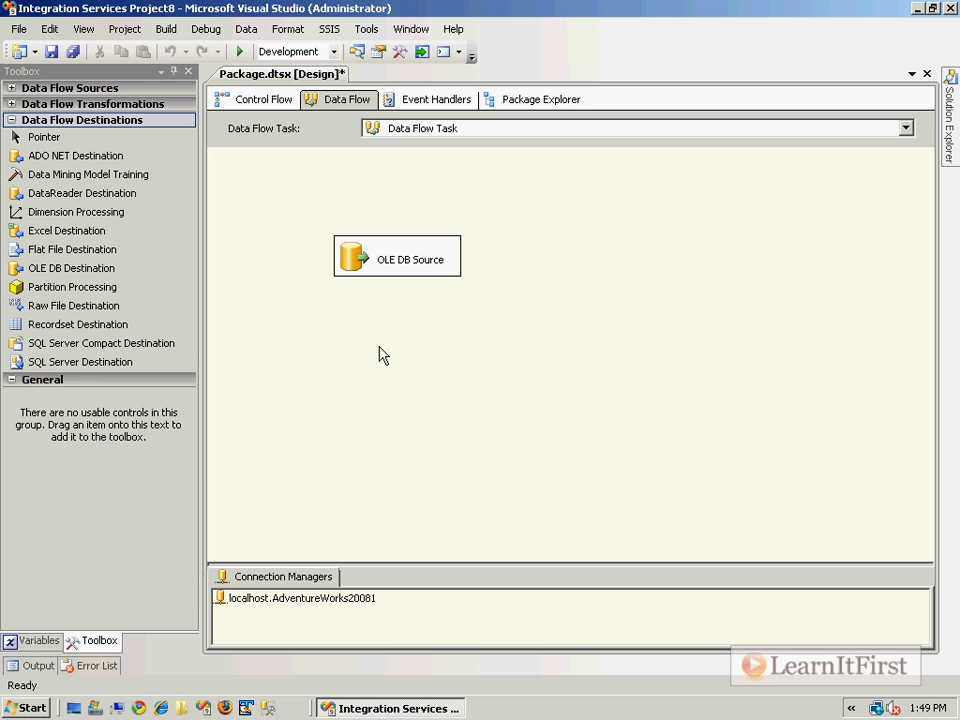 Integration Services Project8 - Microsoft Visual Studio (Administrator)
File Edit View Project Build Debug Data Format SSIS Tools Window Help
Development
Toolbox
Package.dtsx [Design]*
Data Flow Sources
Data Flow Transformations
Data Flow Destinations
Pointer
ADO NET Destination
Data Mining Model Training
DataReader Destination
Dimension Processing
Excel Destination
Flat File Destination
OLE DB Destination
Partition Processing
Raw File Destination
Recordset Destination
SQL Server Compact Destination
SQL Server Destination
General
There are no usable controls in this
group. Drag an item onto this text to
add it to the toolbox.
Control Flow Data Flow Event Handlers Package Explorer
Data Flow Task: Data Flow Task
OLE DB Source
Connection Managers
localhost.AdventureWorks20081
Solution Explorer
Variables Toolbox
Output Error List
LearnItFirst
Ready
Start Integration Services ... « 1:49 PM